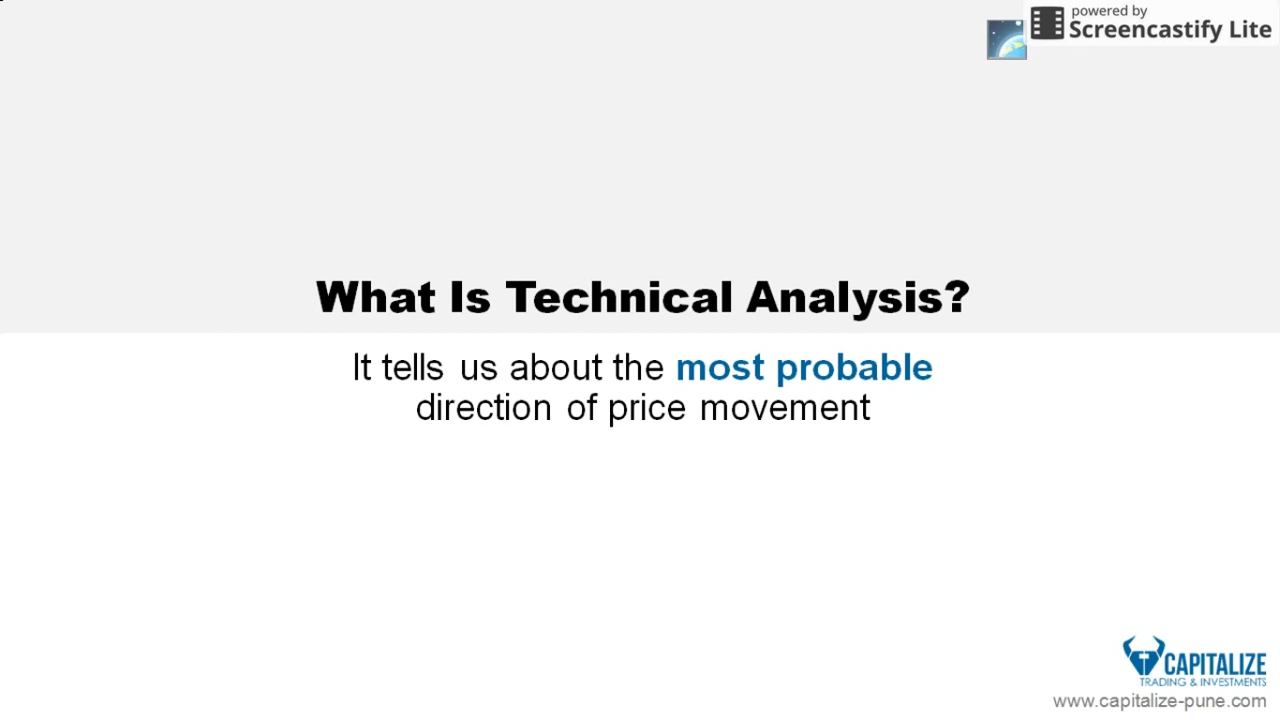 powered by
Screencastify Lite
What Is Technical Analysis?
It tells us about the most probable
direction of price movement
CAPITALIZE
TRADING & INVESTMENTS
www.capitalize-pune.com